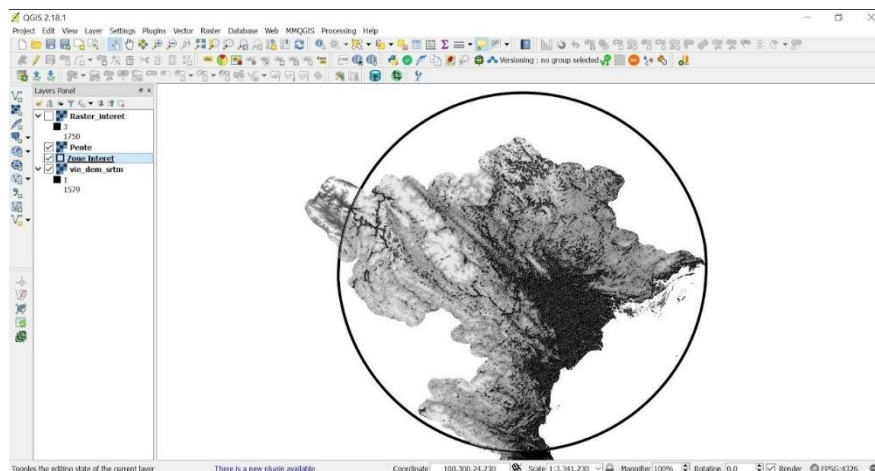 QGIS 2.18.1
Project Edit View Layer Settings Plugins Vector Raster Database Web MMQGIS Processing Help
Versioning : no group selected
Layers Panel
Raster_interet
3
1750
Pente
Zone Interet
vie_dem_srtm
1
1579
Toggles the editing state of the current layer There is a new plugin available Coordinate 100.300,24.230 Scale 1:3.341.230 Magnifier 100% Rotation 0.0 Render EPSG:4326